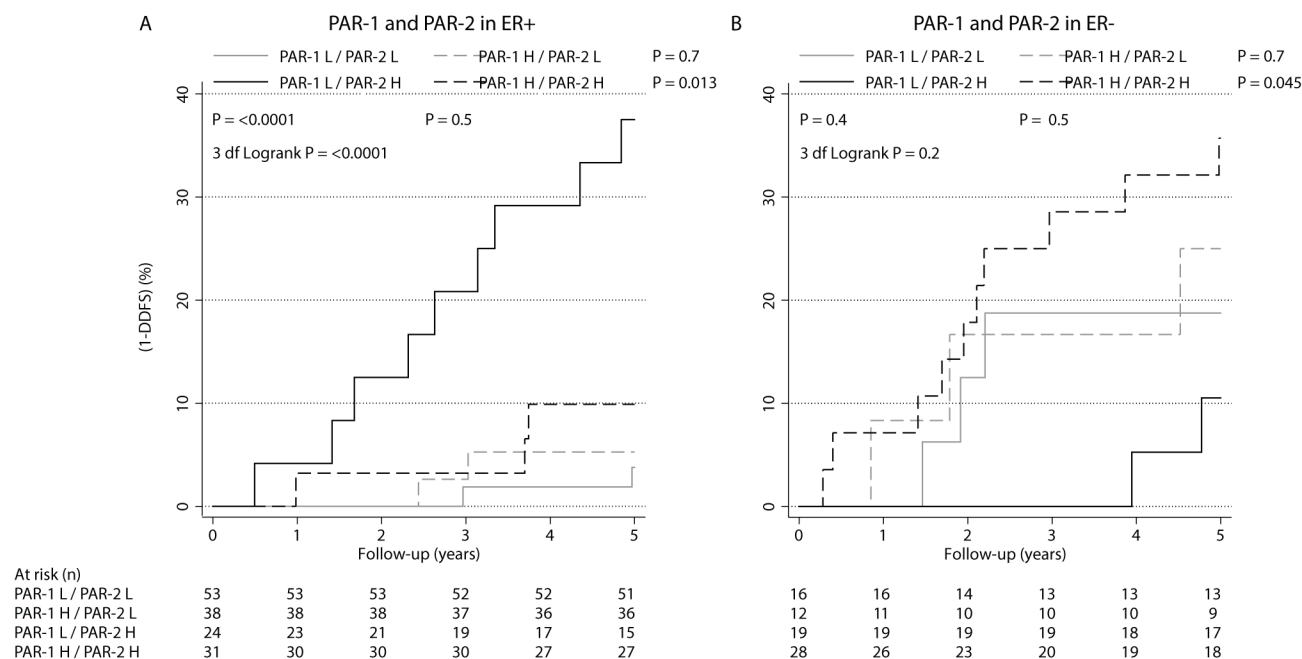 A PAR-1 and PAR-2 in ER+
PAR-1 L / PAR-2 L PAR-1 H / PAR-2 L P = 0.7
PAR-1 L / PAR-2 H PAR-1 H / PAR-2 H P = 0.013
P = <0.0001 P = 0.5
3 df Logrank P = <0.0001
(1-DDFS) (%)
40
30
20
10
0
0 1 2 3 4 5
Follow-up (years)
B PAR-1 and PAR-2 in ER-
PAR-1 L / PAR-2 L PAR-1 H / PAR-2 L P = 0.7
PAR-1 L / PAR-2 H PAR-1 H / PAR-2 H P = 0.045
P = 0.4 P = 0.5
3 df Logrank P = 0.2
40
30
20
10
0
0 1 2 3 4 5
Follow-up (years)
At risk (n)
PAR-1 L / PAR-2 L 53 53 53 52 52 51 16 16 14 13 13 13
PAR-1 H / PAR-2 L 38 38 38 37 36 36 12 11 10 10 10 9
PAR-1 L / PAR-2 H 24 23 21 19 17 15 19 19 19 19 18 17
PAR-1 H / PAR-2 H 31 30 30 30 27 27 28 26 23 20 19 18